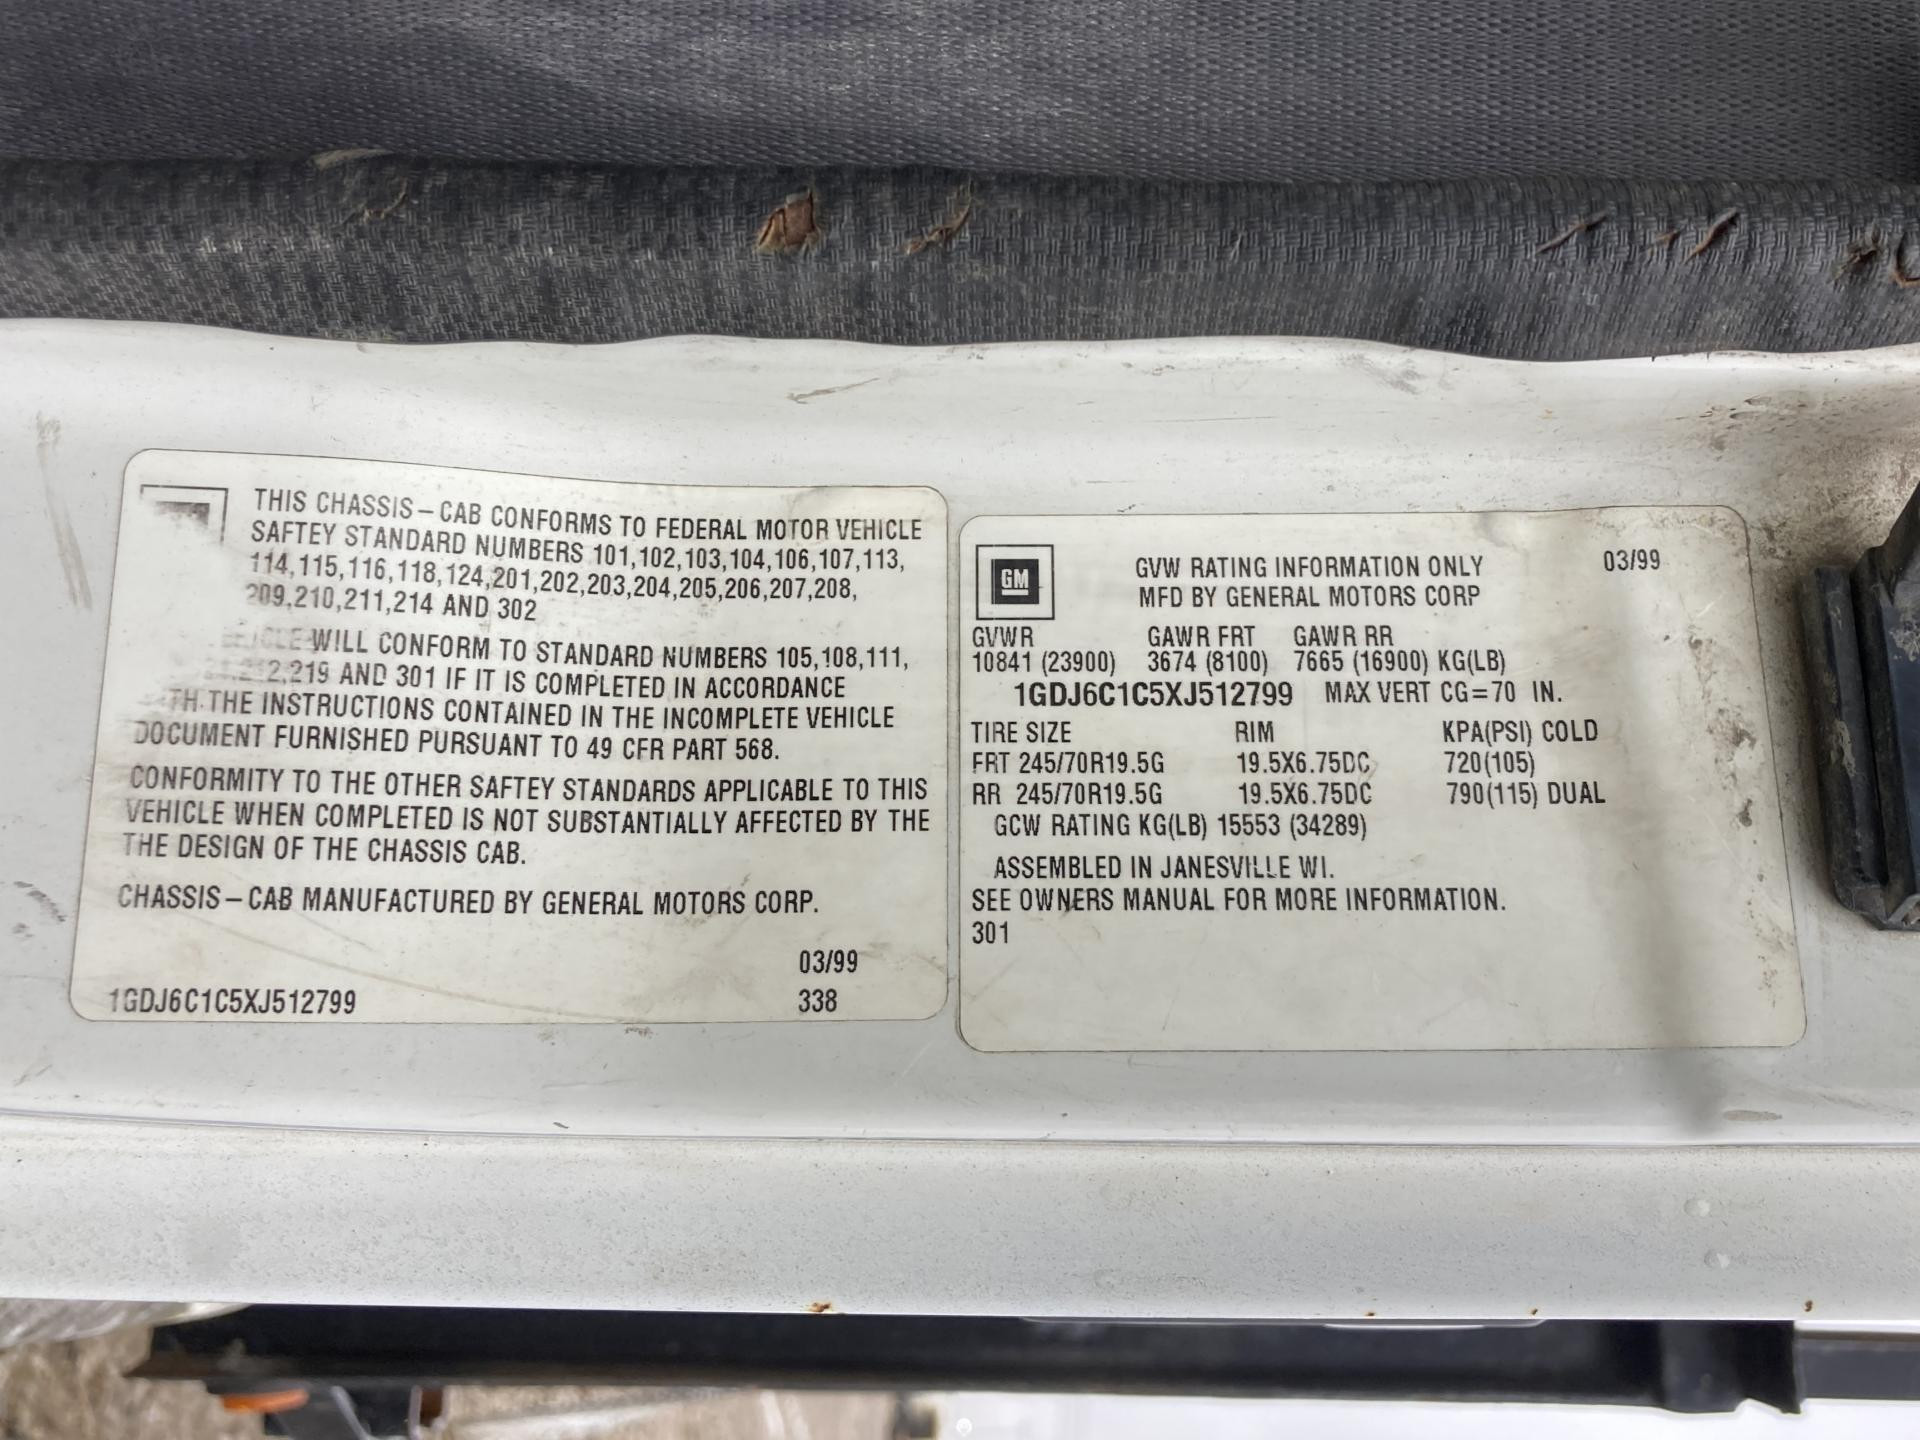 THIS CHASSIS-CAB CONFORMS TO FEDERAL MOTOR VEHICLE
SAFTEY STANDARD NUMBERS 101,102,103,104,106,107,113,
114,115,116,118,124,201,202,203,204,205,206,207,208,
209,210,211,214 AND 302
WILL CONFORM TO STANDARD NUMBERS 105,108,111,
212,219 AND 301 IF IT IS COMPLETED IN ACCORDANCE
THE INSTRUCTIONS CONTAINED IN THE INCOMPLETE VEHICLE
DOCUMENT FURNISHED PURSUANT TO 49 CFR PART 568.
CONFORMITY TO THE OTHER SAFTEY STANDARDS APPLICABLE TO THIS
VEHICLE WHEN COMPLETED IS NOT SUBSTANTIALLY AFFECTED BY THE
THE DESIGN OF THE CHASSIS CAB.
CHASSIS-CAB MANUFACTURED BY GENERAL MOTORS CORP.
03/99
1GDJ6C1C5XJ512799 338
GM
GVW RATING INFORMATION ONLY 03/99
MFD BY GENERAL MOTORS CORP
GVWR GAWR FRT GAWR RR
10841 (23900) 3674 (8100) 7665 (16900) KG(LB)
1GDJ6C1C5XJ512799 MAX VERT CG=70 IN.
TIRE SIZE RIM KPA(PSI) COLD
FRT 245/70R19.5G 19.5X6.75DC 720(105)
RR 245/70R19.5G 19.5X6.75DC 790(115) DUAL
GCW RATING KG(LB) 15553 (34289)
ASSEMBLED IN JANESVILLE WI.
SEE OWNERS MANUAL FOR MORE INFORMATION.
301